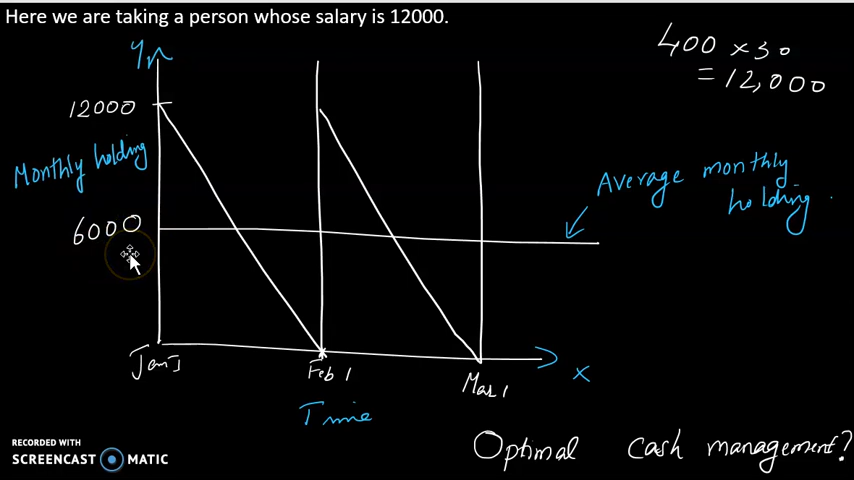 Here we are taking a person whose salary is 12000.
400 × 30
= 12,000
12000
Monthly holding
Average monthly
holding
6000
Jan 1
Feb 1
Mar 1
x
Time
Optimal cash management?
RECORDED WITH
SCREENCAST MATIC